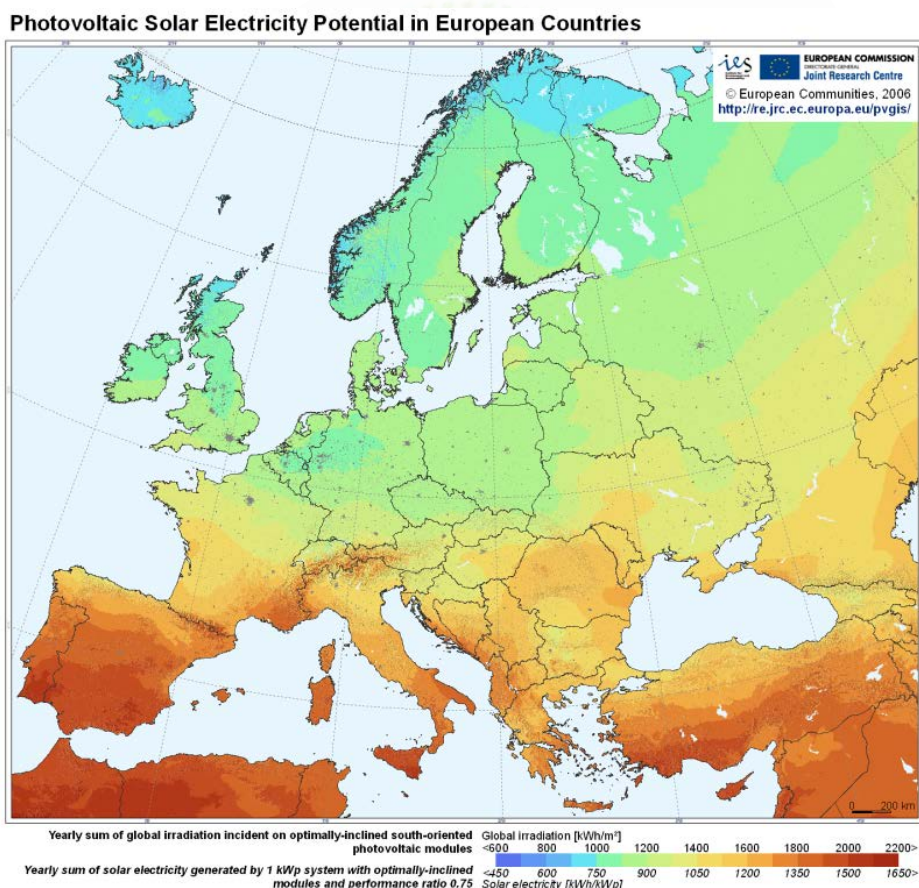 Photovoltaic Solar Electricity Potential in European Countries
ies
EUROPEAN COMMISSION
DIRECTORATE-GENERAL
Joint Research Centre
© European Communities, 2006
http://re.jrc.ec.europa.eu/pvgis/
0 200 km
Yearly sum of global irradiation incident on optimally-inclined south-oriented
photovoltaic modules
Global irradiation [kWh/m²]
<600 800 1000 1200 1400 1600 1800 2000 2200>
Yearly sum of solar electricity generated by 1 kWp system with optimally-inclined
modules and performance ratio 0.75
<450 600 750 900 1050 1200 1350 1500 1650>
Solar electricity [kWh/kWp]